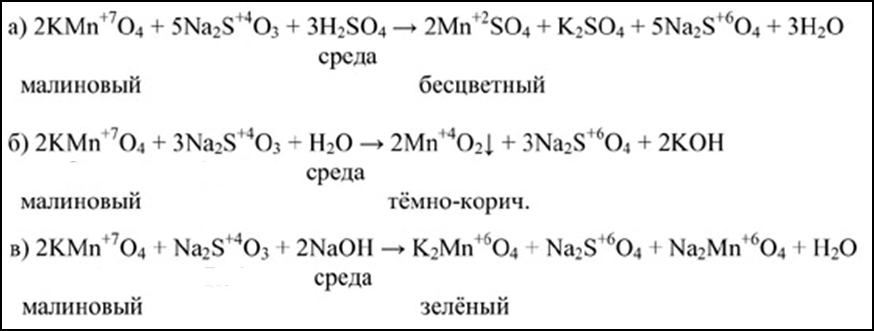 а) 2KMn⁺⁷O₄ + 5Na₂S⁺⁴O₃ + 3H₂SO₄ → 2Mn⁺²SO₄ + K₂SO₄ + 5Na₂S⁺⁶O₄ + 3H₂O
среда
малиновый бесцветный
б) 2KMn⁺⁷O₄ + 3Na₂S⁺⁴O₃ + H₂O → 2Mn⁺⁴O₂↓ + 3Na₂S⁺⁶O₄ + 2KOH
среда
малиновый тёмно-корич.
в) 2KMn⁺⁷O₄ + Na₂S⁺⁴O₃ + 2NaOH → K₂Mn⁺⁶O₄ + Na₂S⁺⁶O₄ + Na₂Mn⁺⁶O₄ + H₂O
среда
малиновый зелёный